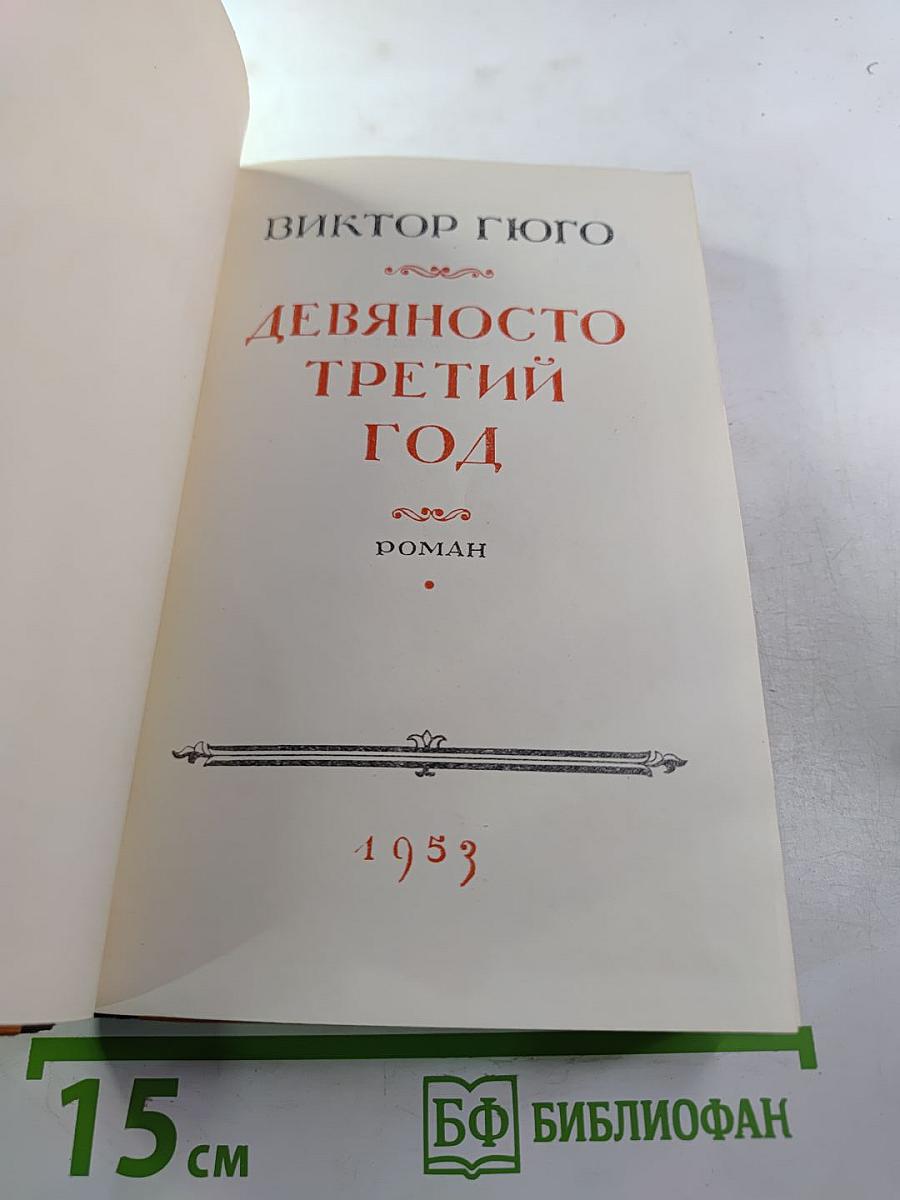 ВИКТОР ГЮГО
ДЕВЯНОСТО
ТРЕТИЙ
ГОД
РОМАН
1953
15 см
БФ БИБЛИОФАН